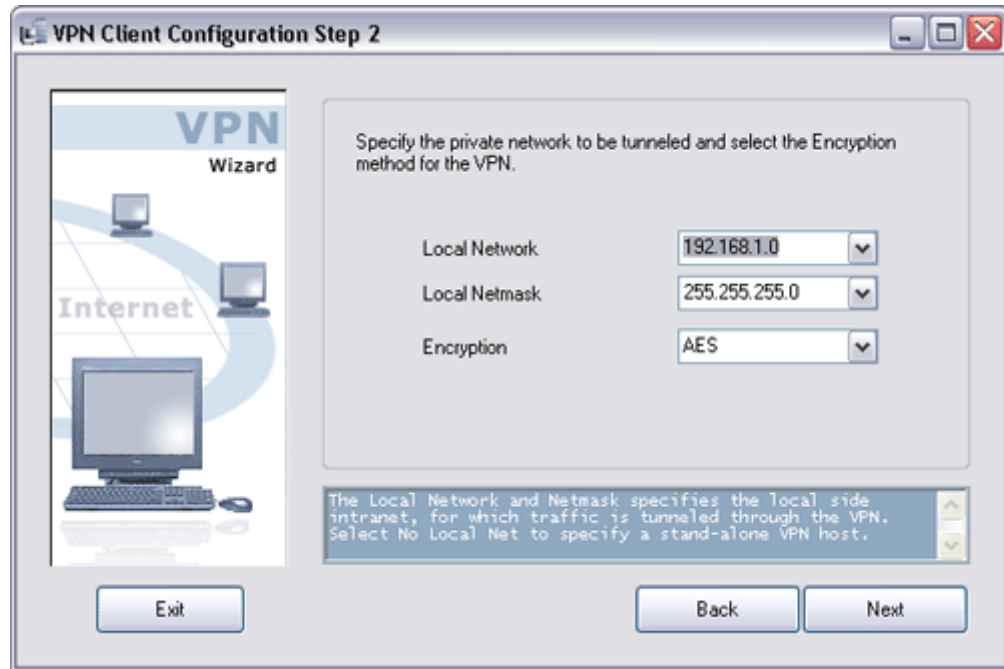 VPN Client Configuration Step 2
VPN
Wizard
Internet
Specify the private network to be tunneled and select the Encryption
method for the VPN.
Local Network 192.168.1.0
Local Netmask 255.255.255.0
Encryption AES
The Local Network and Netmask specifies the local side
intranet, for which traffic is tunneled through the VPN.
Select No Local Net to specify a stand-alone VPN host.
Exit Back Next